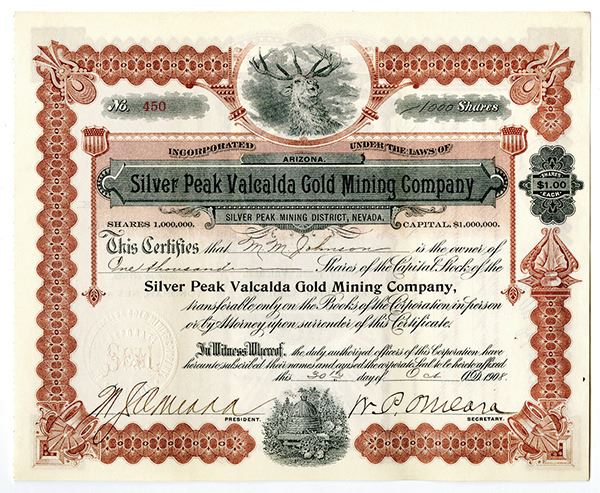 No. 450
1000 Shares
INCORPORATED UNDER THE LAWS OF
ARIZONA.
Silver Peak Valcalda Gold Mining Company
SILVER PEAK MINING DISTRICT, NEVADA.
SHARES 1,000,000. CAPITAL $1,000,000.
SHARES
$1.00
EACH
This Certifies that M. M. Johnson is the owner of
One thousand Shares of the Capital Stock of the
Silver Peak Valcalda Gold Mining Company,
transferable only on the Books of the Corporation in person
or by Attorney upon surrender of this Certificate.
In Witness Whereof, the duly authorized officers of this Corporation have
hereunto subscribed their names and caused the corporate Seal to be hereto affixed
this 30th day of Oct A.D. 1908.
Seal
W. P. O'Meara
PRESIDENT. SECRETARY.